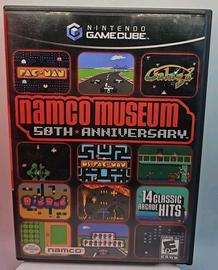 NINTENDO
GAMECUBE
PAC-MAN
Galaga
namco museum
50TH ANNIVERSARY
MS. PAC-MAN
DIG DUG
14 CLASSIC
ARCADE
HITS
namco
E